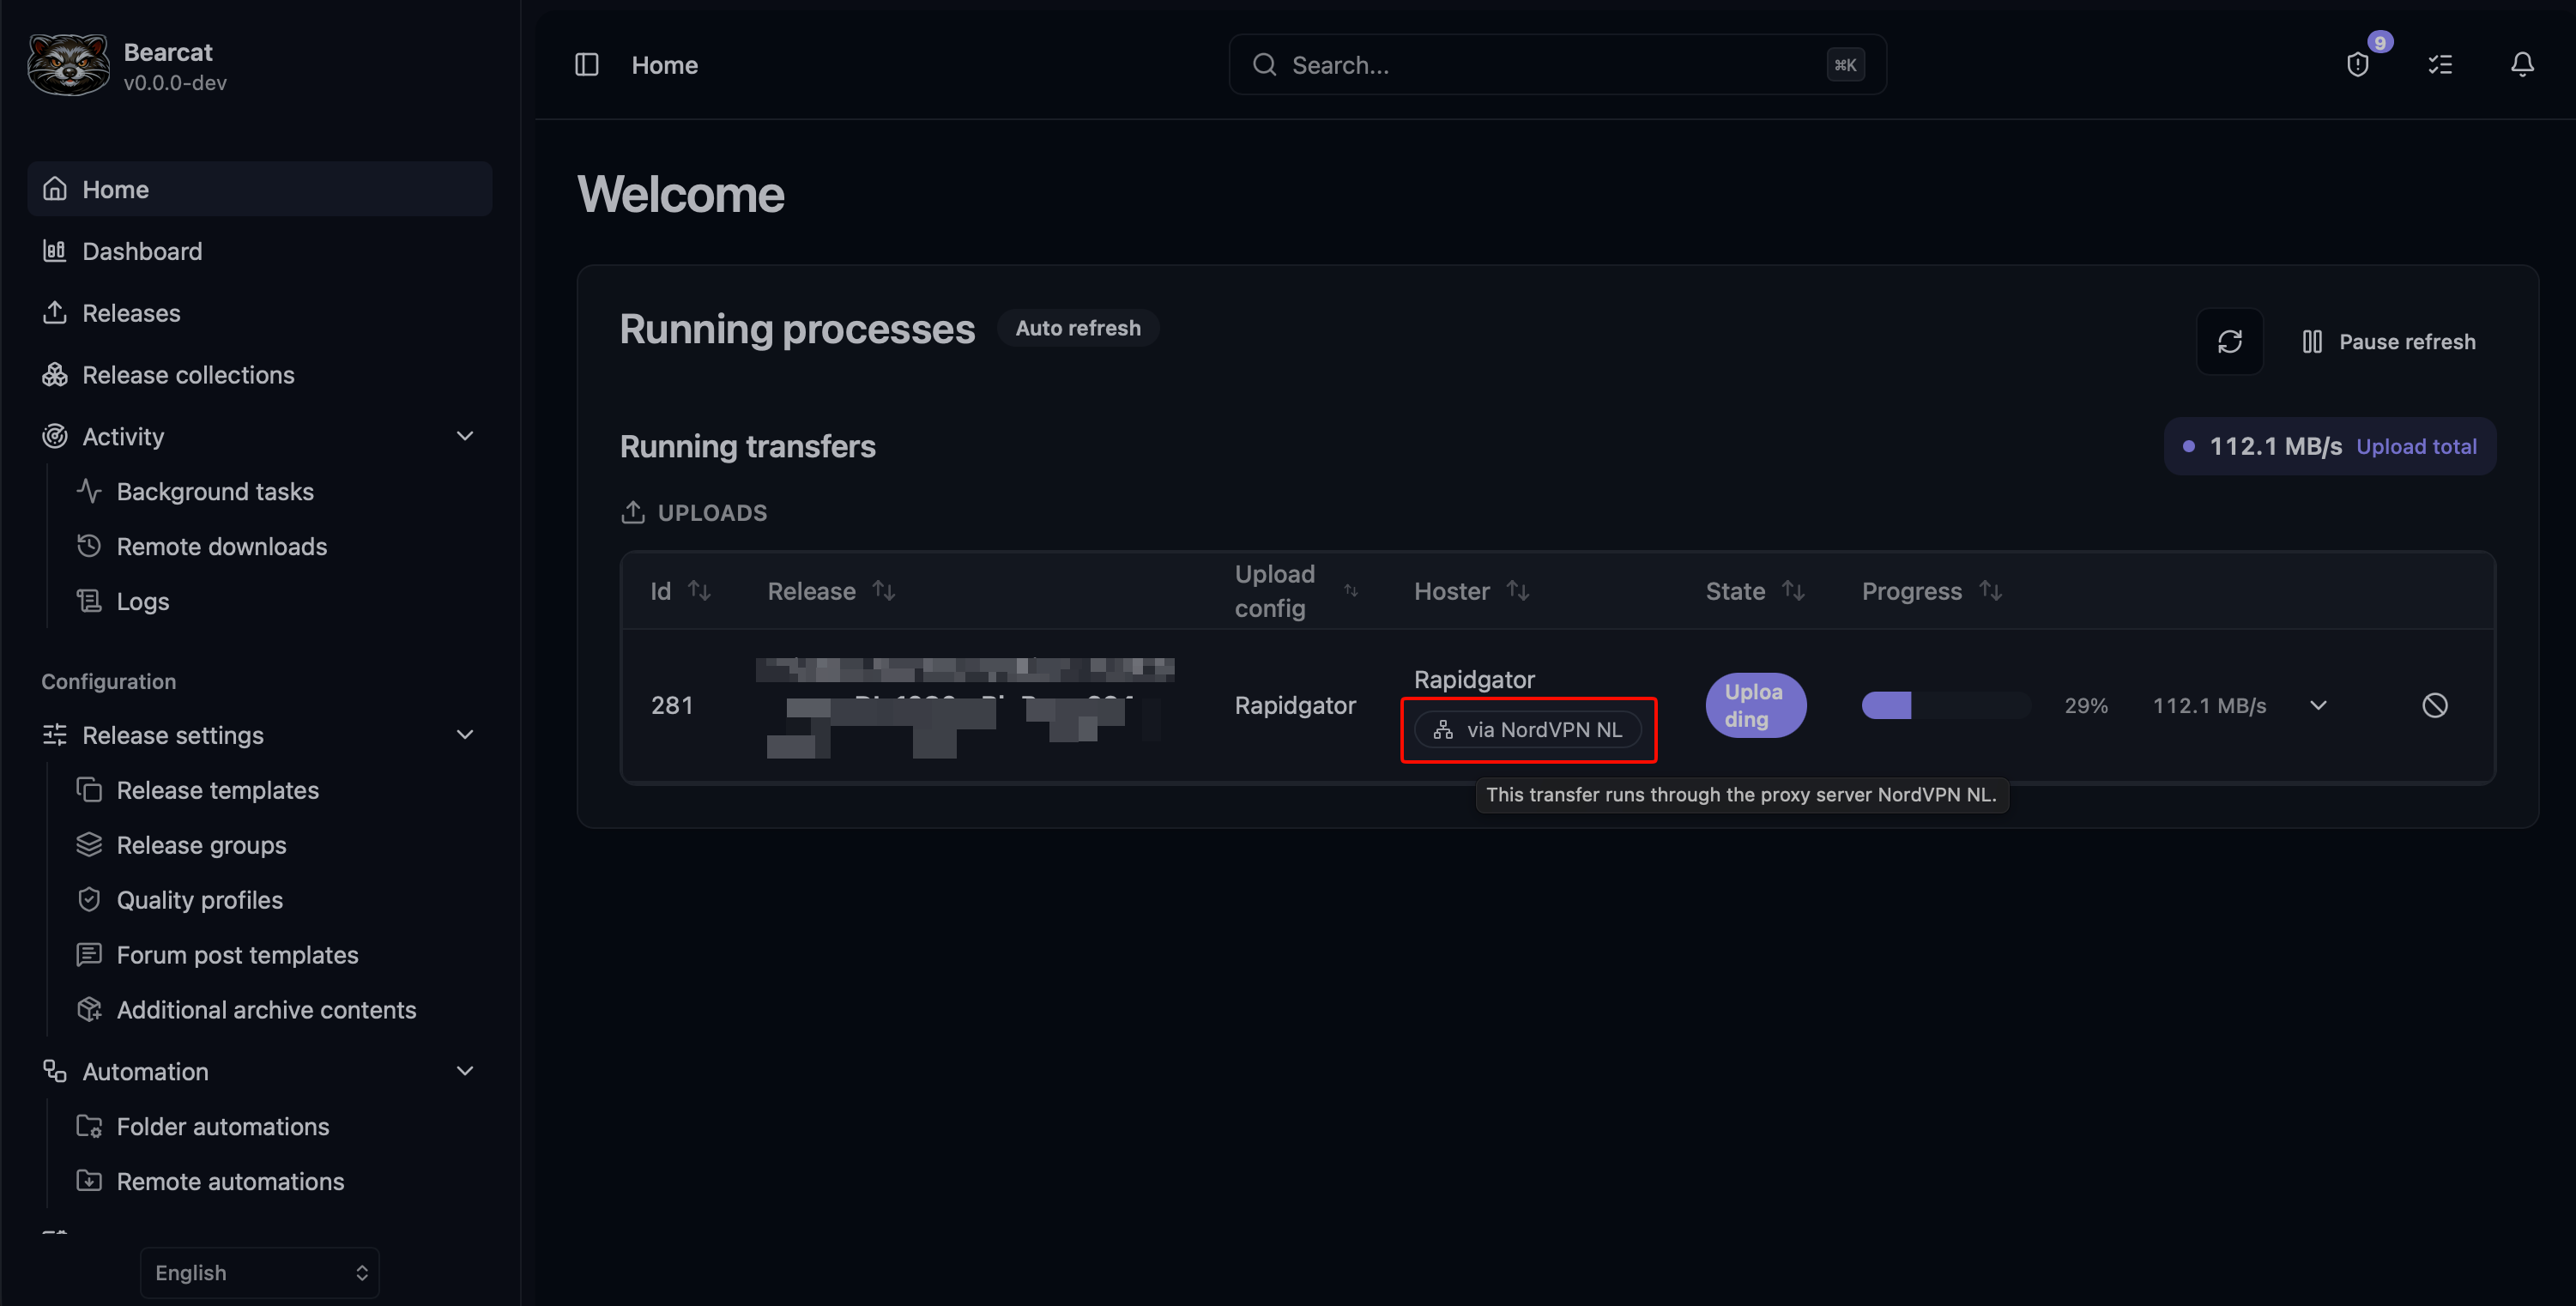 Bearcat
v0.0.0-dev
Home
Dashboard
Releases
Release collections
Activity
Background tasks
Remote downloads
Logs
Configuration
Release settings
Release templates
Release groups
Quality profiles
Forum post templates
Additional archive contents
Automation
Folder automations
Remote automations
English
Home
Search...
⌘K
9
Welcome
Running processes
Auto refresh
Pause refresh
Running transfers
112.1 MB/s Upload total
UPLOADS
Id
Release
Upload
config
Hoster
State
Progress
281
Rapidgator
Rapidgator
via NordVPN NL
Uploa
ding
29%
112.1 MB/s
This transfer runs through the proxy server NordVPN NL.